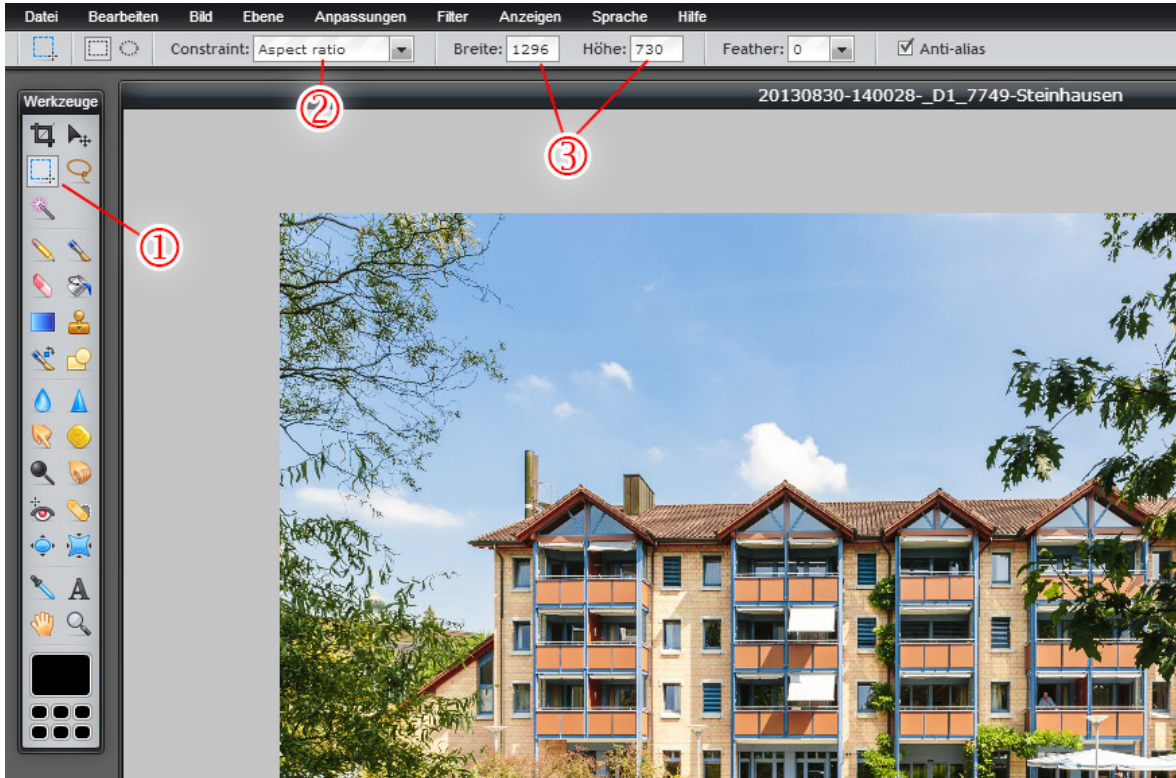 Datei Bearbeiten Bild Ebene Anpassungen Filter Anzeigen Sprache Hilfe
Constraint: Aspect ratio Breite: 1296 Höhe: 730 Feather: 0 Anti-alias
Werkzeuge
20130830-140028-_D1_7749-Steinhausen
②
③
①
A